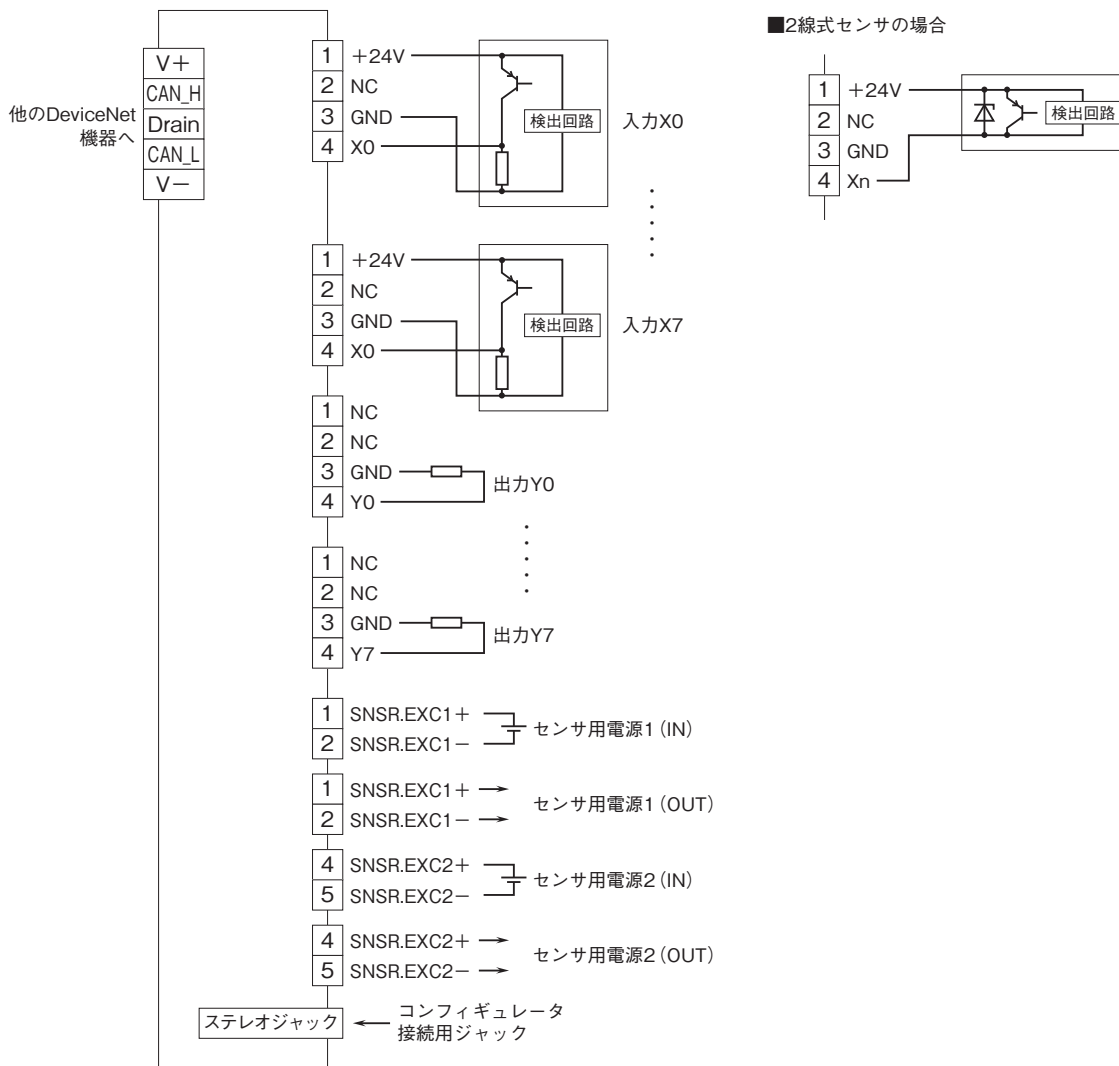 V+
CAN_H
Drain
CAN_L
V−
他のDeviceNet
機器へ
1 +24V
2 NC
3 GND
4 X0
検出回路
入力X0
1 +24V
2 NC
3 GND
4 X0
検出回路
入力X7
1 NC
2 NC
3 GND
4 Y0
出力Y0
1 NC
2 NC
3 GND
4 Y7
出力Y7
1 SNSR.EXC1+
2 SNSR.EXC1−
センサ用電源1(IN)
1 SNSR.EXC1+
2 SNSR.EXC1−
センサ用電源1(OUT)
4 SNSR.EXC2+
5 SNSR.EXC2−
センサ用電源2(IN)
4 SNSR.EXC2+
5 SNSR.EXC2−
センサ用電源2(OUT)
ステレオジャック
コンフィギュレータ
接続用ジャック
■2線式センサの場合
1 +24V
2 NC
3 GND
4 Xn
検出回路